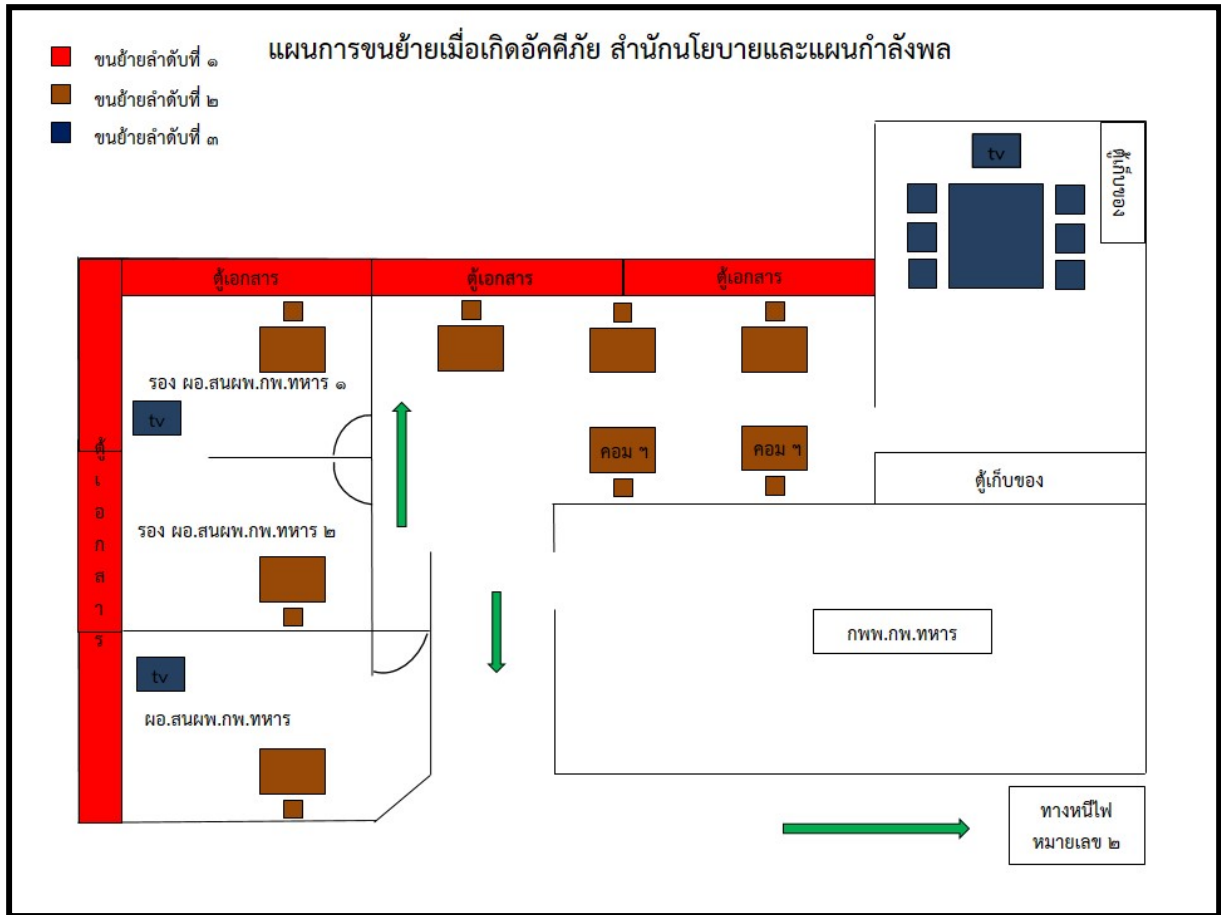 แผนการขนย้ายเมื่อเกิดอัคคีภัย สำนักนโยบายและแผนกำลังพล
ขนย้ายลำดับที่ ๑
ขนย้ายลำดับที่ ๒
ขนย้ายลำดับที่ ๓
tv
ตู้เก็บของ
ตู้เอกสาร
ตู้เอกสาร
ตู้เอกสาร
รอง ผอ.สนผพ.กพ.ทหาร ๑
tv
ตู้เอกสาร
คอม ฯ
คอม ฯ
ตู้เก็บของ
รอง ผอ.สนผพ.กพ.ทหาร ๒
กพพ.กพ.ทหาร
tv
ผอ.สนผพ.กพ.ทหาร
ทางหนีไฟ
หมายเลข ๒